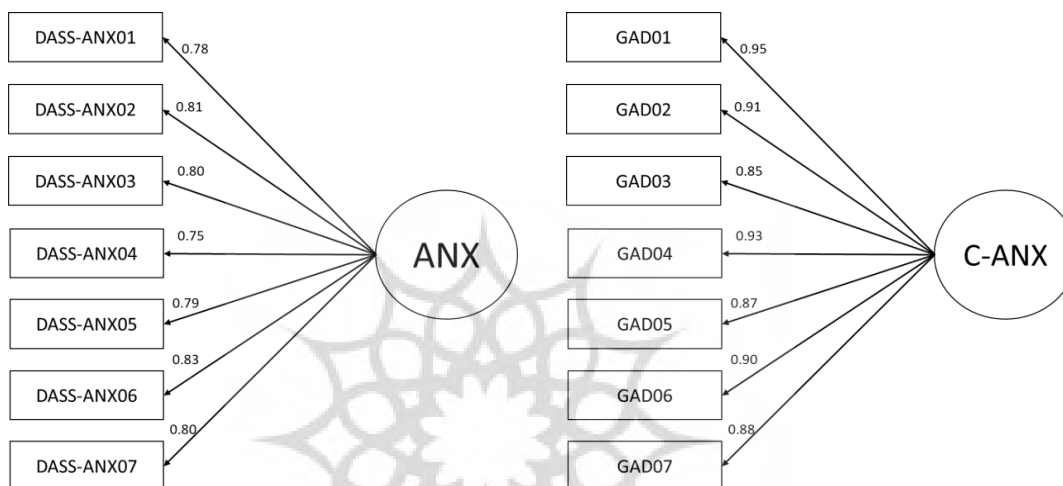 DASS-ANX01
0.78
DASS-ANX02
0.81
DASS-ANX03
0.80
DASS-ANX04
0.75
DASS-ANX05
0.79
DASS-ANX06
0.83
DASS-ANX07
0.80
ANX
GAD01
0.95
GAD02
0.91
GAD03
0.85
GAD04
0.93
GAD05
0.87
GAD06
0.90
GAD07
0.88
C-ANX